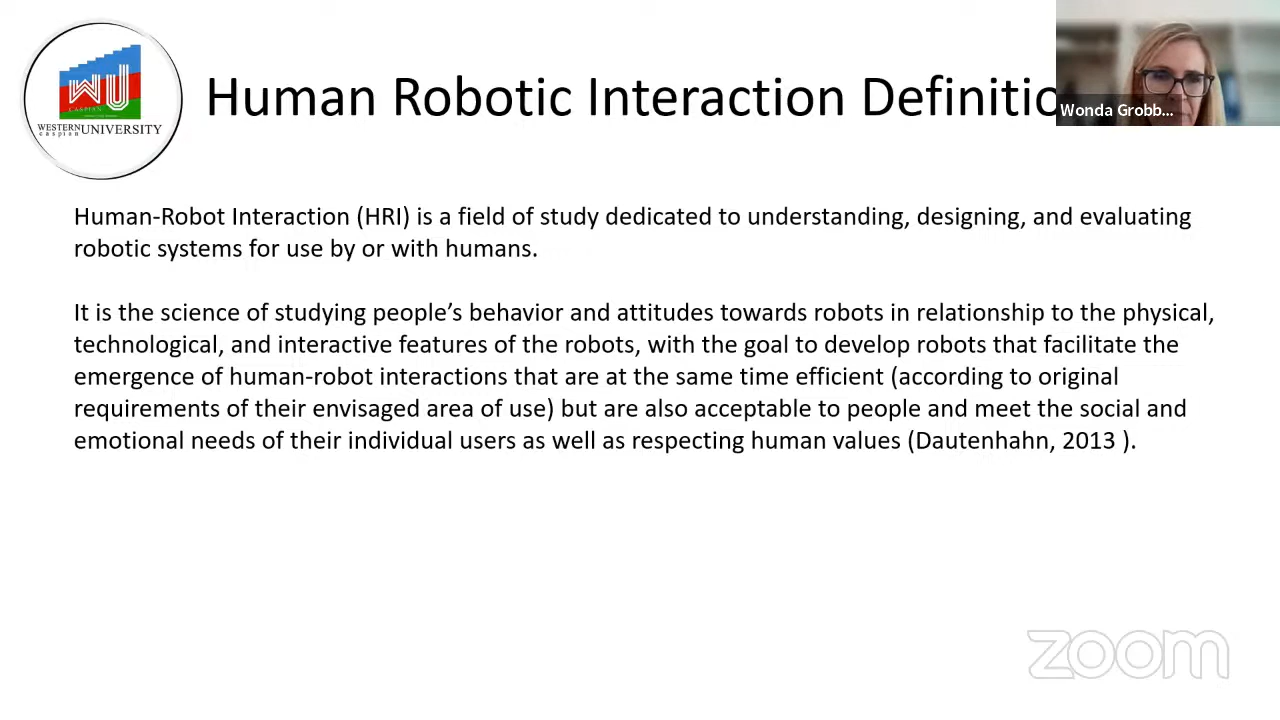 Human Robotic Interaction Definitio
Wonda Grobb...
WU
CASPIAN
WESTERN UNIVERSITY
caspian
Human-Robot Interaction (HRI) is a field of study dedicated to understanding, designing, and evaluating
robotic systems for use by or with humans.
It is the science of studying people’s behavior and attitudes towards robots in relationship to the physical,
technological, and interactive features of the robots, with the goal to develop robots that facilitate the
emergence of human-robot interactions that are at the same time efficient (according to original
requirements of their envisaged area of use) but are also acceptable to people and meet the social and
emotional needs of their individual users as well as respecting human values (Dautenhahn, 2013 ).
zoom